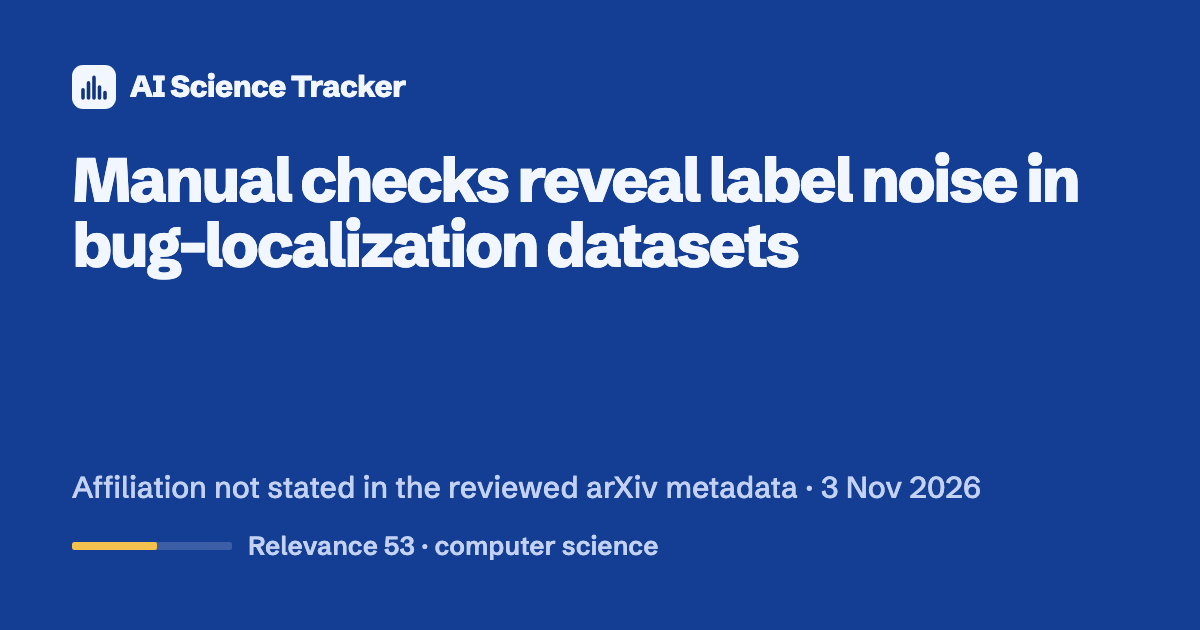 AI Science Tracker
Manual checks reveal label noise in
bug-localization datasets
Affiliation not stated in the reviewed arXiv metadata · 3 Nov 2026
Relevance 53 · computer science